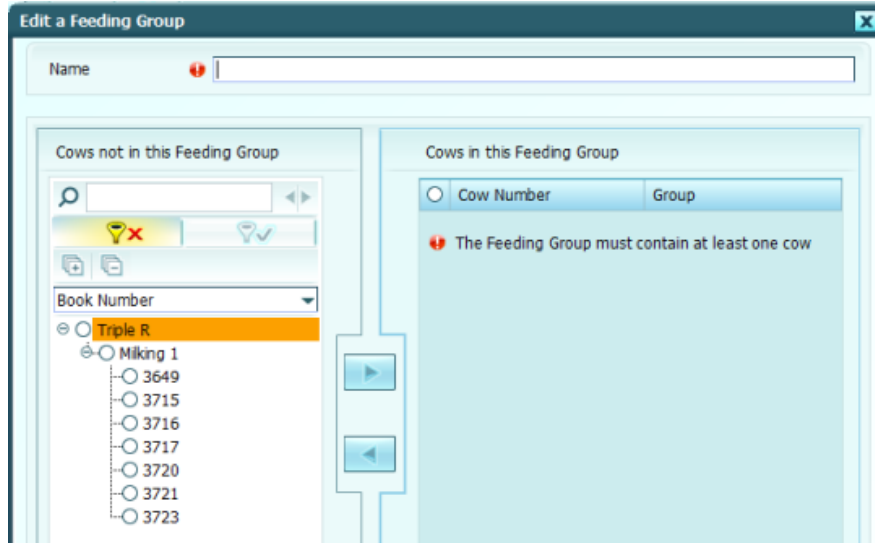 Edit a Feeding Group
Name
Cows not in this Feeding Group
Book Number
Triple R
Milking 1
3649
3715
3716
3717
3720
3721
3723
Cows in this Feeding Group
Cow Number Group
The Feeding Group must contain at least one cow